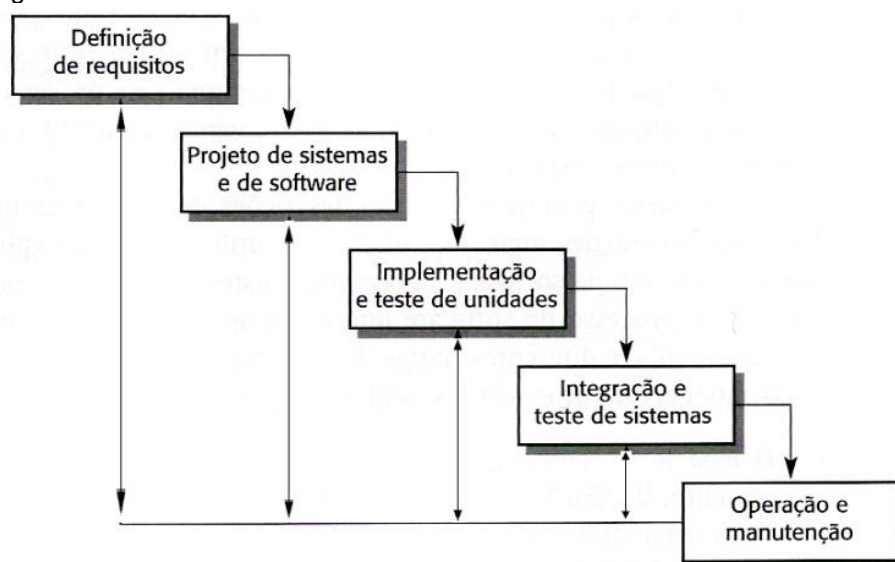 Definição
de requisitos
Projeto de sistemas
e de software
Implementação
e teste de unidades
Integração e
teste de sistemas
Operação e
manutenção